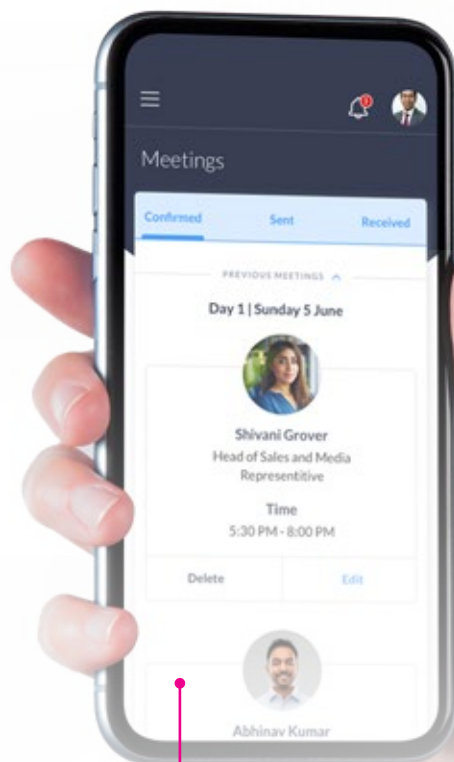 Meetings
Confirmed Sent Received
PREVIOUS MEETINGS
Day 1 | Sunday 5 June
Shivani Grover
Head of Sales and Media
Representitive
Time
5:30 PM - 8:00 PM
Delete Edit
Abhinav Kumar